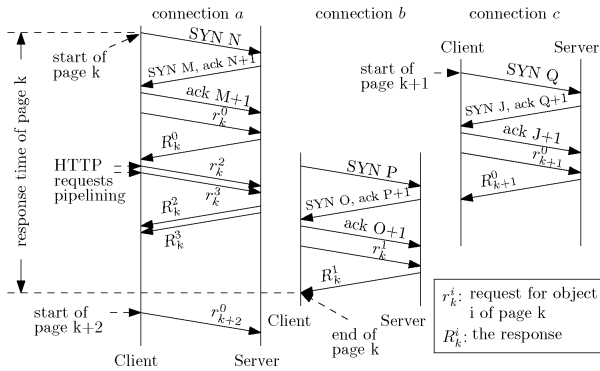 connection a
connection b
connection c
response time of page k
start of
page k
SYN N
SYN M, ack N+1
ack M+1
r_k^0
R_k^0
HTTP
requests
pipelining
r_k^2
r_k^3
R_k^2
R_k^3
start of
page k+2
r_{k+2}^0
Client
Server
SYN P
SYN O, ack P+1
ack O+1
r_k^1
R_k^1
Client
Server
end of
page k
Client
Server
start of
page k+1
SYN Q
SYN J, ack Q+1
ack J+1
r_{k+1}^0
R_{k+1}^0
r_k^i: request for object
i of page k
R_k^i: the response